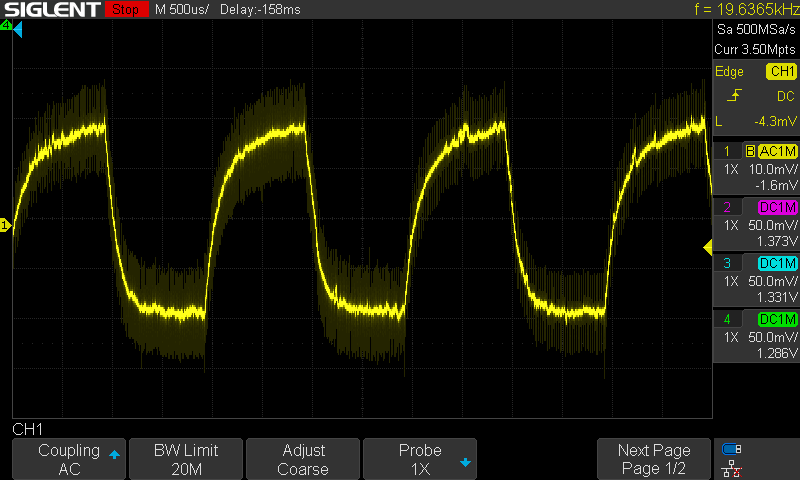 SIGLENT Stop M 500us/ Delay:-158ms f = 19.6365kHz
Sa 500MSa/s
Curr 3.50Mpts
Edge CH1
DC
L -4.3mV
1 B AC1M
1X 10.0mV/
-1.6mV
2 DC1M
1X 50.0mV/
1.373V
3 DC1M
1X 50.0mV/
1.331V
4 DC1M
1X 50.0mV/
1.286V
4
1
CH1
Coupling
AC
BW Limit
20M
Adjust
Coarse
Probe
1X
Next Page
Page 1/2